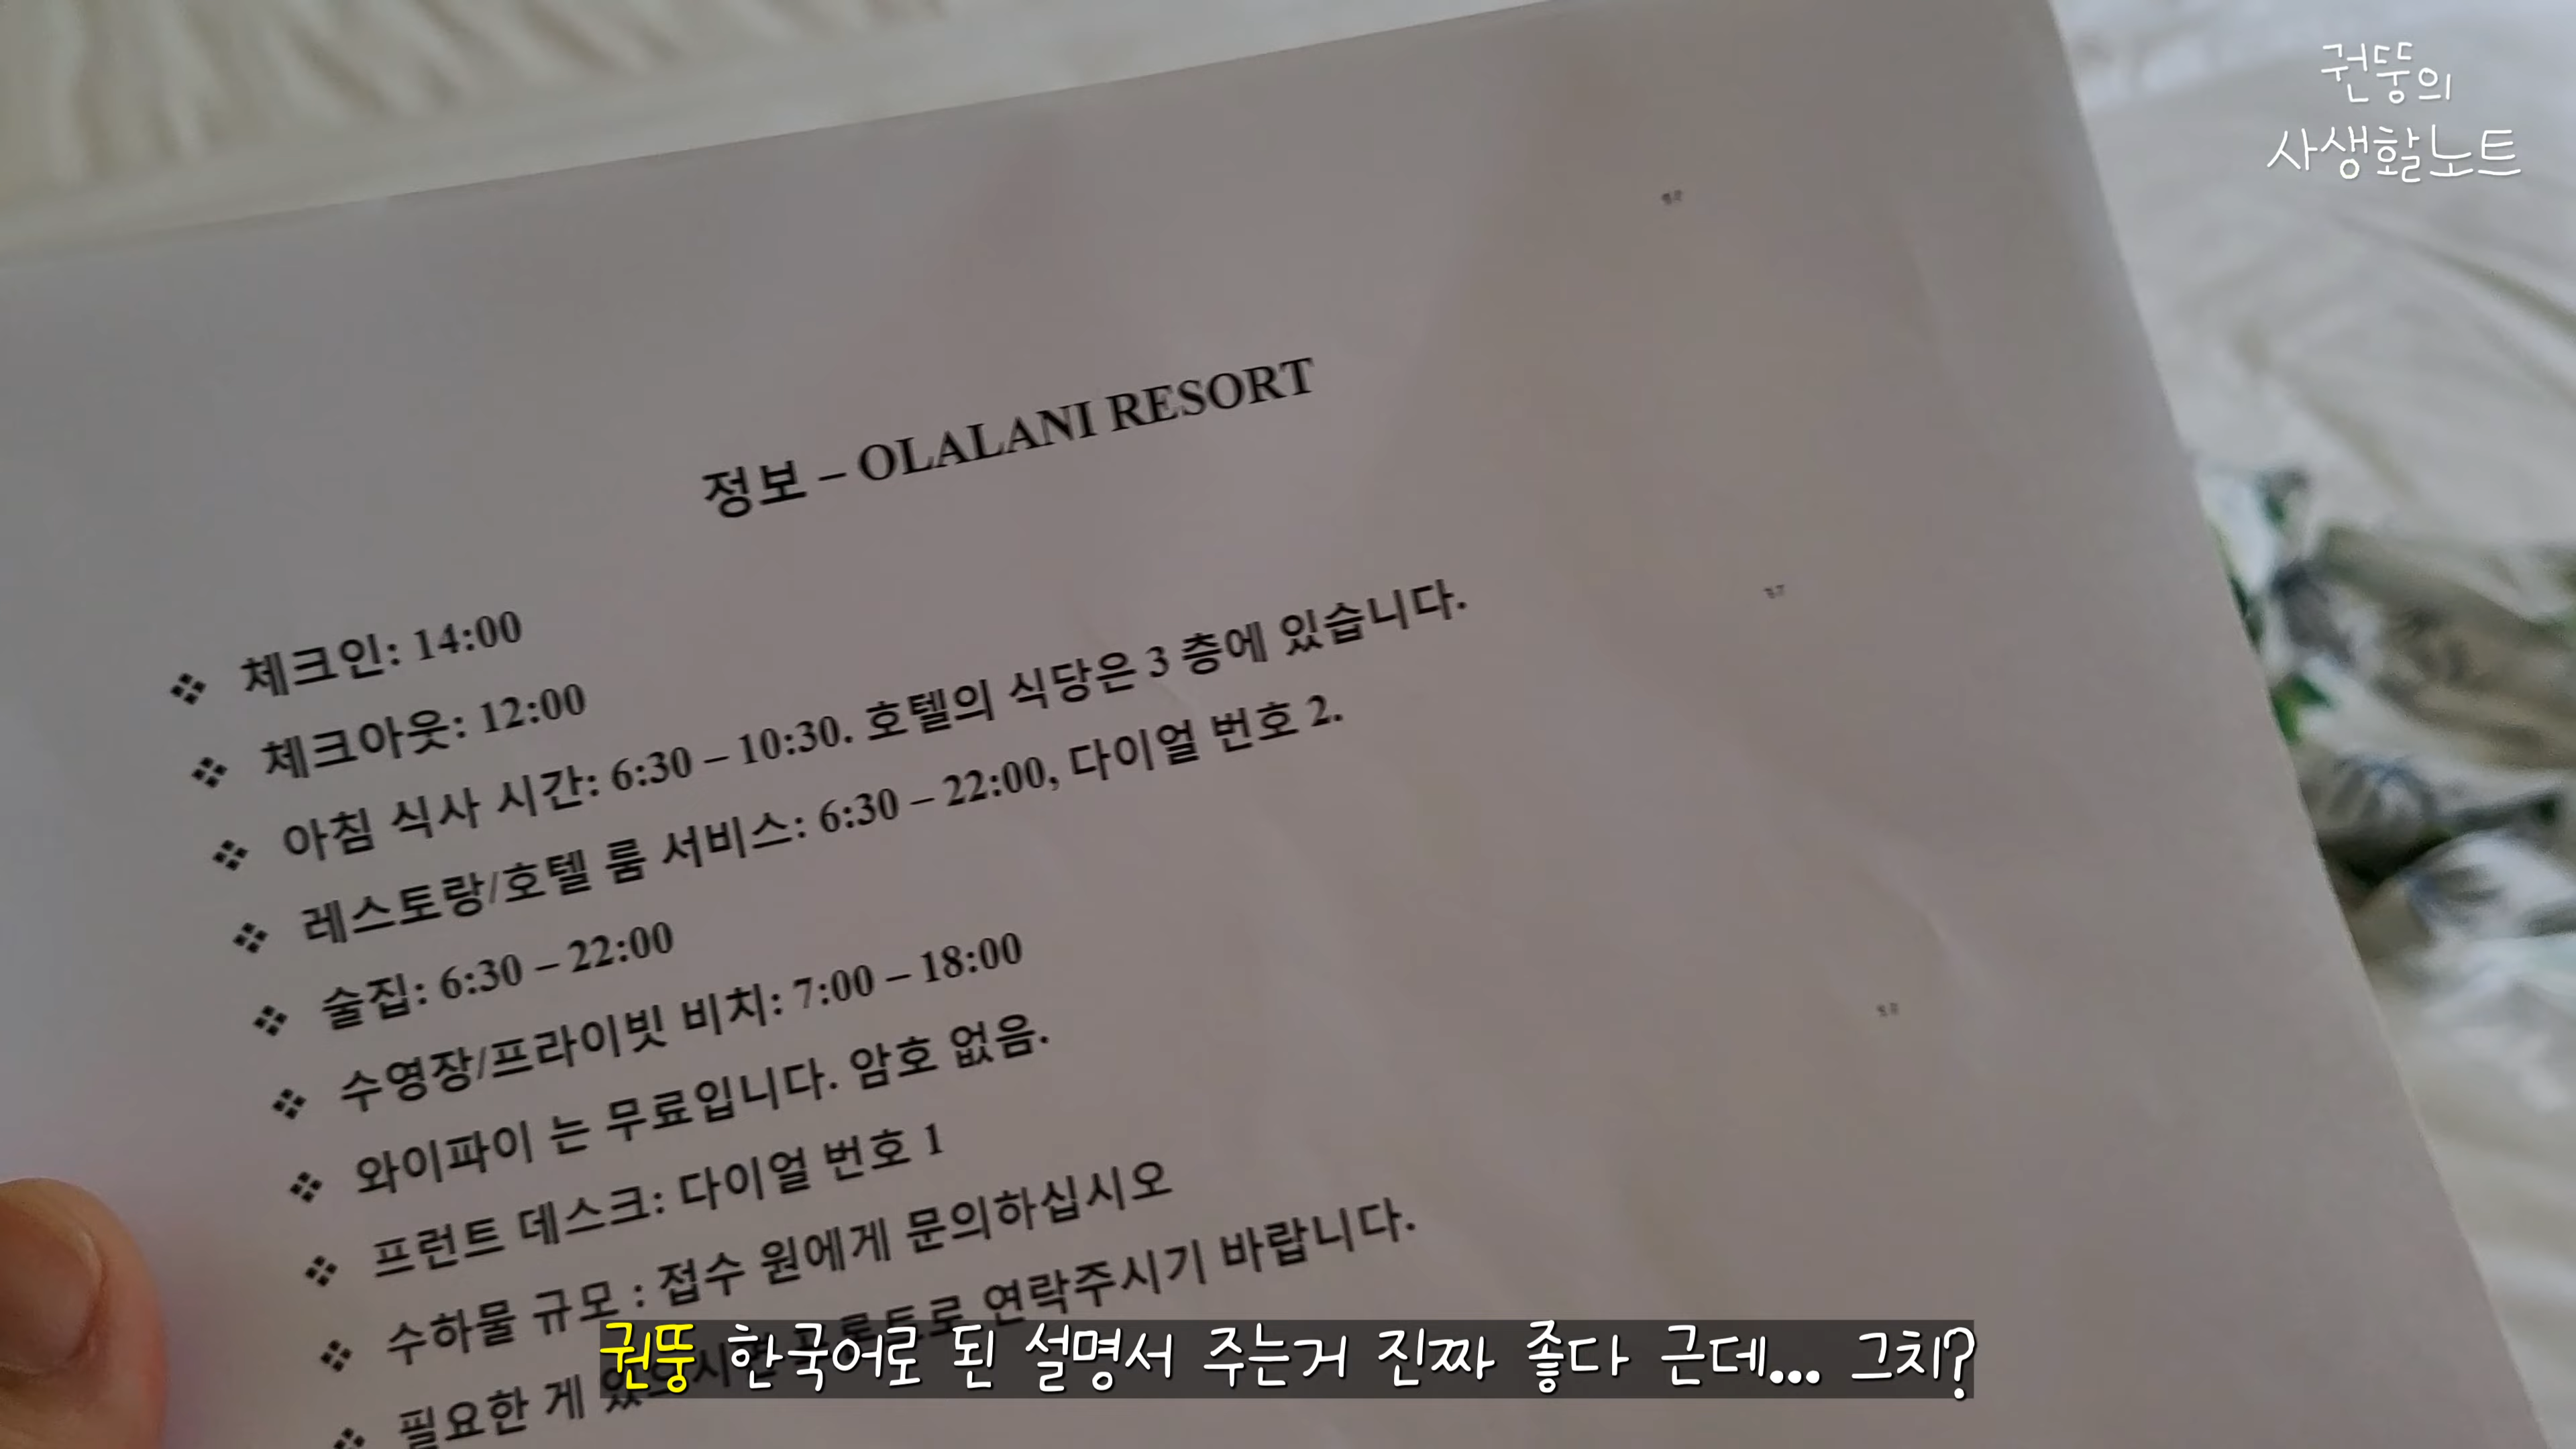 권뚱의
사생활노트
정보 – OLALANI RESORT
❖ 체크인: 14:00
❖ 체크아웃: 12:00
❖ 아침 식사 시간: 6:30 – 10:30. 호텔의 식당은 3 층에 있습니다.
❖ 레스토랑/호텔 룸 서비스: 6:30 – 22:00, 다이얼 번호 2.
❖ 술집: 6:30 – 22:00
❖ 수영장/프라이빗 비치: 7:00 – 18:00
❖ 와이파이 는 무료입니다. 암호 없음.
❖ 프런트 데스크: 다이얼 번호 1
❖ 수하물 규모 : 접수 원에게 문의하십시오
❖ 필요한 게 연락주시기 바랍니다.
권뚱 한국어로 된 설명서 주는거 진짜 좋다 근데... 그치?